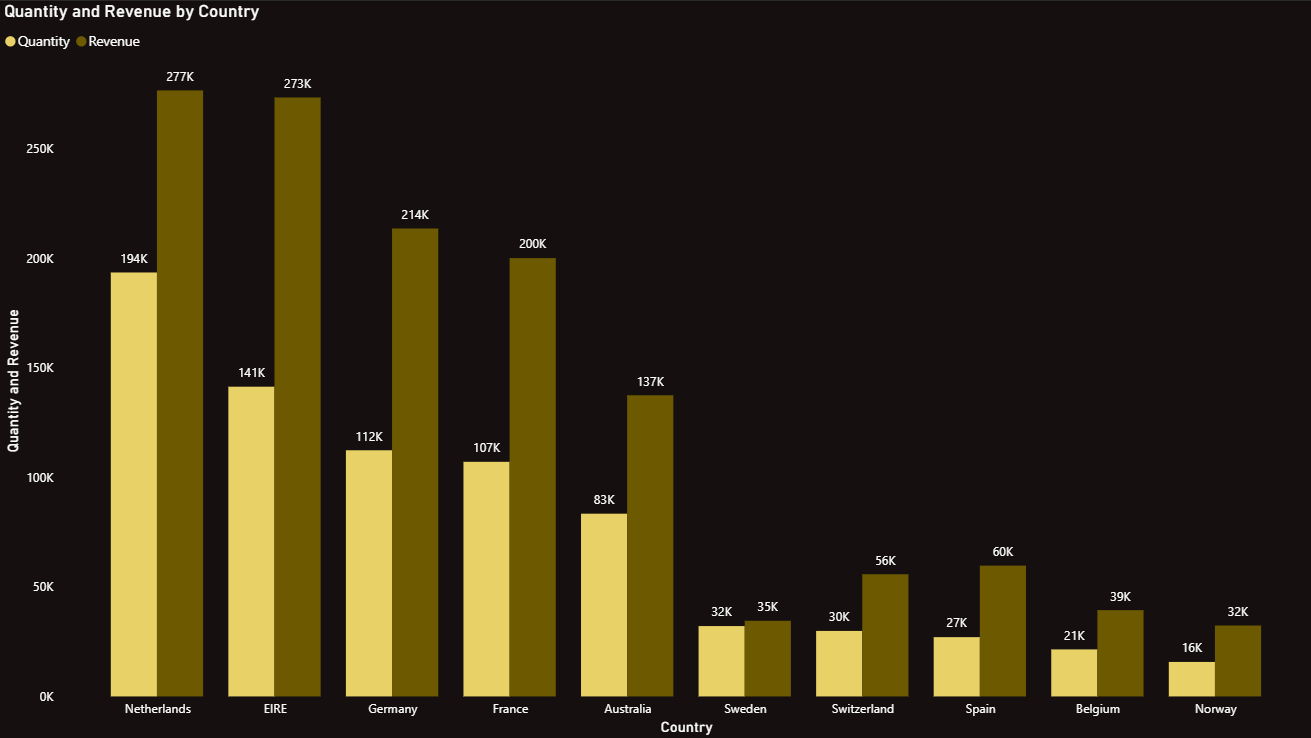 Quantity and Revenue by Country
Quantity Revenue
277K
273K
250K
214K
200K
200K
194K
150K
141K
137K
112K
107K
100K
83K
60K
56K
50K
39K
32K
35K
30K
27K
32K
21K
16K
0K
Quantity and Revenue
Netherlands EIRE Germany France Australia Sweden Switzerland Spain Belgium Norway
Country